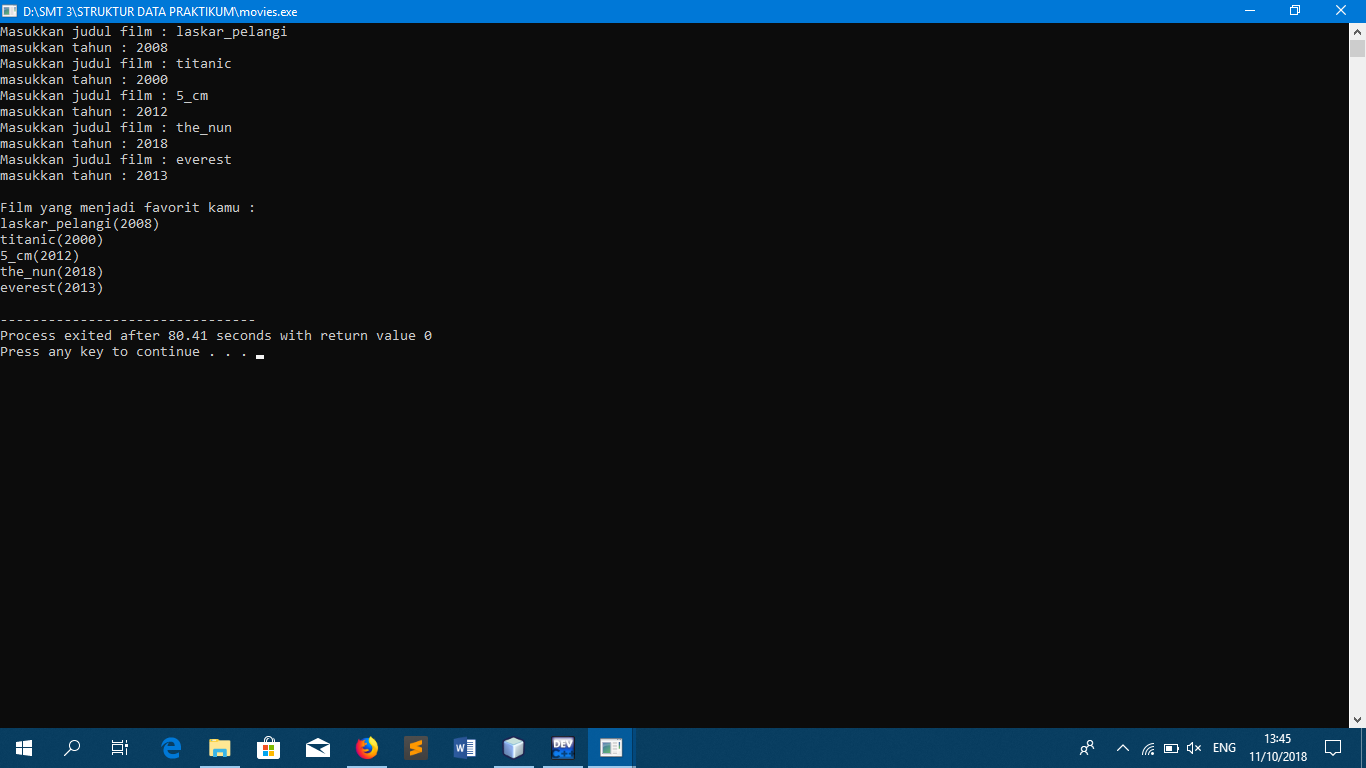 D:\SMT 3\STRUKTUR DATA PRAKTIKUM\movies.exe
Masukkan judul film : laskar_pelangi
masukkan tahun : 2008
Masukkan judul film : titanic
masukkan tahun : 2000
Masukkan judul film : 5_cm
masukkan tahun : 2012
Masukkan judul film : the_nun
masukkan tahun : 2018
Masukkan judul film : everest
masukkan tahun : 2013
Film yang menjadi favorit kamu :
laskar_pelangi(2008)
titanic(2000)
5_cm(2012)
the_nun(2018)
everest(2013)
--------------------------------
Process exited after 80.41 seconds with return value 0
Press any key to continue . . .
DEV
ENG
13:45
11/10/2018